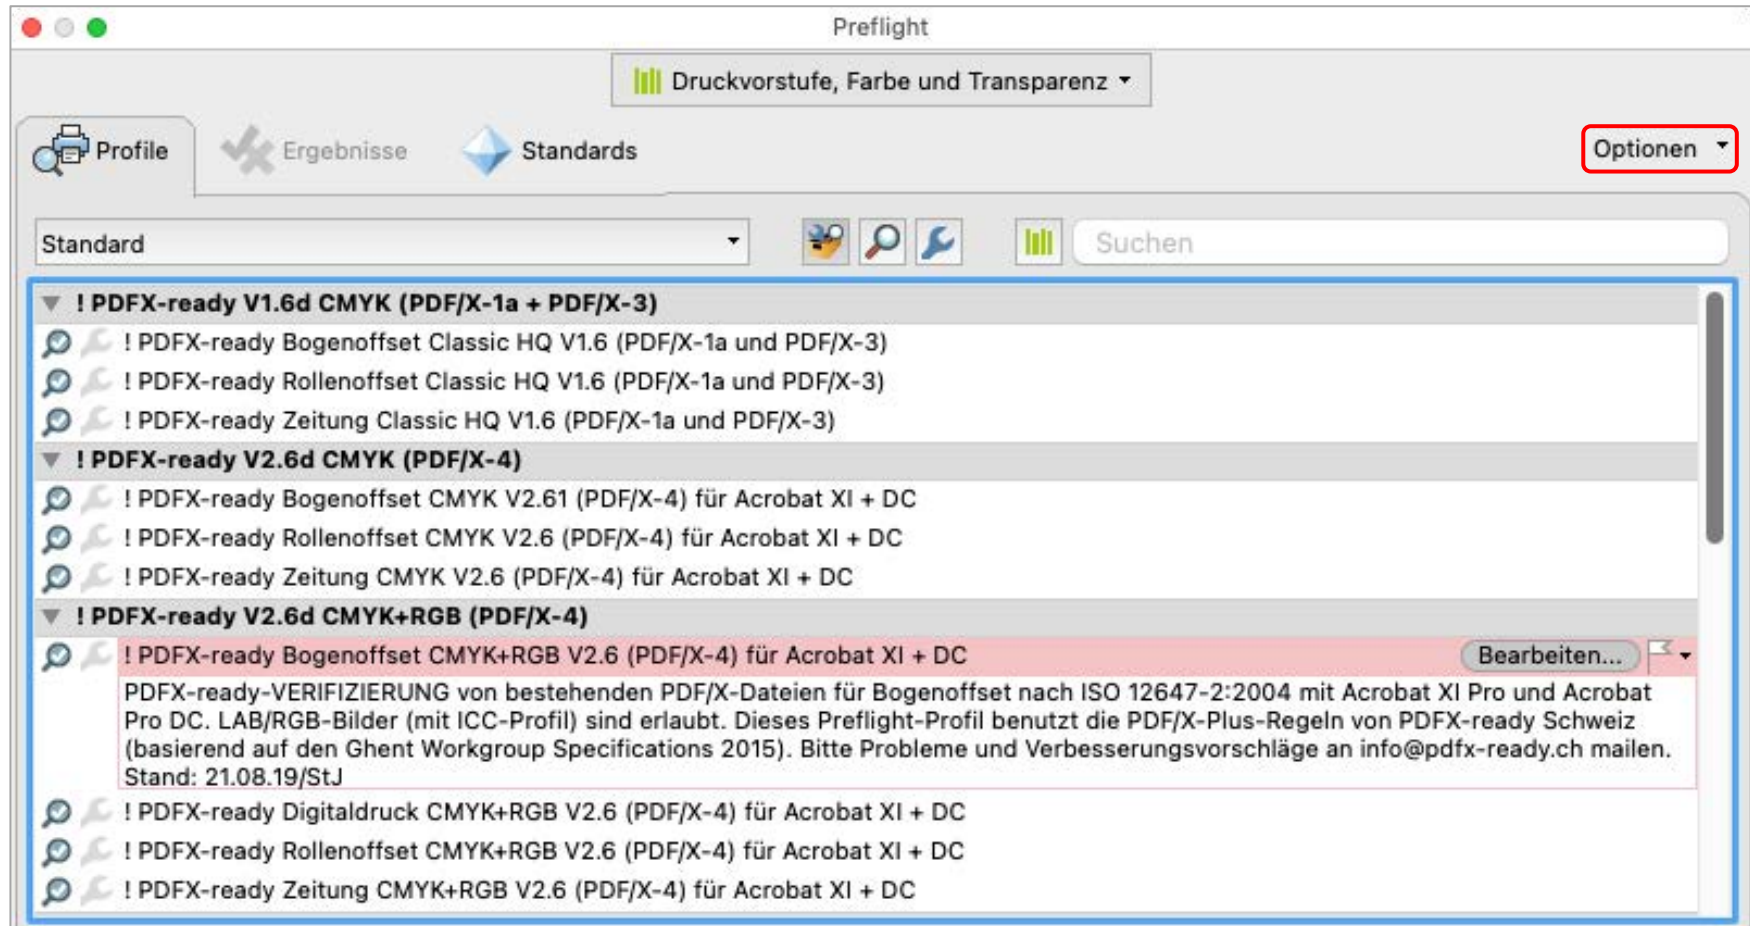 Preflight
Druckvorstufe, Farbe und Transparenz
Profile
Ergebnisse
Standards
Optionen
Standard
Suchen
! PDFX-ready V1.6d CMYK (PDF/X-1a + PDF/X-3)
! PDFX-ready Bogenoffset Classic HQ V1.6 (PDF/X-1a und PDF/X-3)
! PDFX-ready Rollenoffset Classic HQ V1.6 (PDF/X-1a und PDF/X-3)
! PDFX-ready Zeitung Classic HQ V1.6 (PDF/X-1a und PDF/X-3)
! PDFX-ready V2.6d CMYK (PDF/X-4)
! PDFX-ready Bogenoffset CMYK V2.61 (PDF/X-4) für Acrobat XI + DC
! PDFX-ready Rollenoffset CMYK V2.6 (PDF/X-4) für Acrobat XI + DC
! PDFX-ready Zeitung CMYK V2.6 (PDF/X-4) für Acrobat XI + DC
! PDFX-ready V2.6d CMYK+RGB (PDF/X-4)
! PDFX-ready Bogenoffset CMYK+RGB V2.6 (PDF/X-4) für Acrobat XI + DC
Bearbeiten...
PDFX-ready-VERIFIZIERUNG von bestehenden PDF/X-Dateien für Bogenoffset nach ISO 12647-2:2004 mit Acrobat XI Pro und Acrobat
Pro DC. LAB/RGB-Bilder (mit ICC-Profil) sind erlaubt. Dieses Preflight-Profil benutzt die PDF/X-Plus-Regeln von PDFX-ready Schweiz
(basierend auf den Ghent Workgroup Specifications 2015). Bitte Probleme und Verbesserungsvorschläge an info@pdfx-ready.ch mailen.
Stand: 21.08.19/StJ
! PDFX-ready Digitaldruck CMYK+RGB V2.6 (PDF/X-4) für Acrobat XI + DC
! PDFX-ready Rollenoffset CMYK+RGB V2.6 (PDF/X-4) für Acrobat XI + DC
! PDFX-ready Zeitung CMYK+RGB V2.6 (PDF/X-4) für Acrobat XI + DC